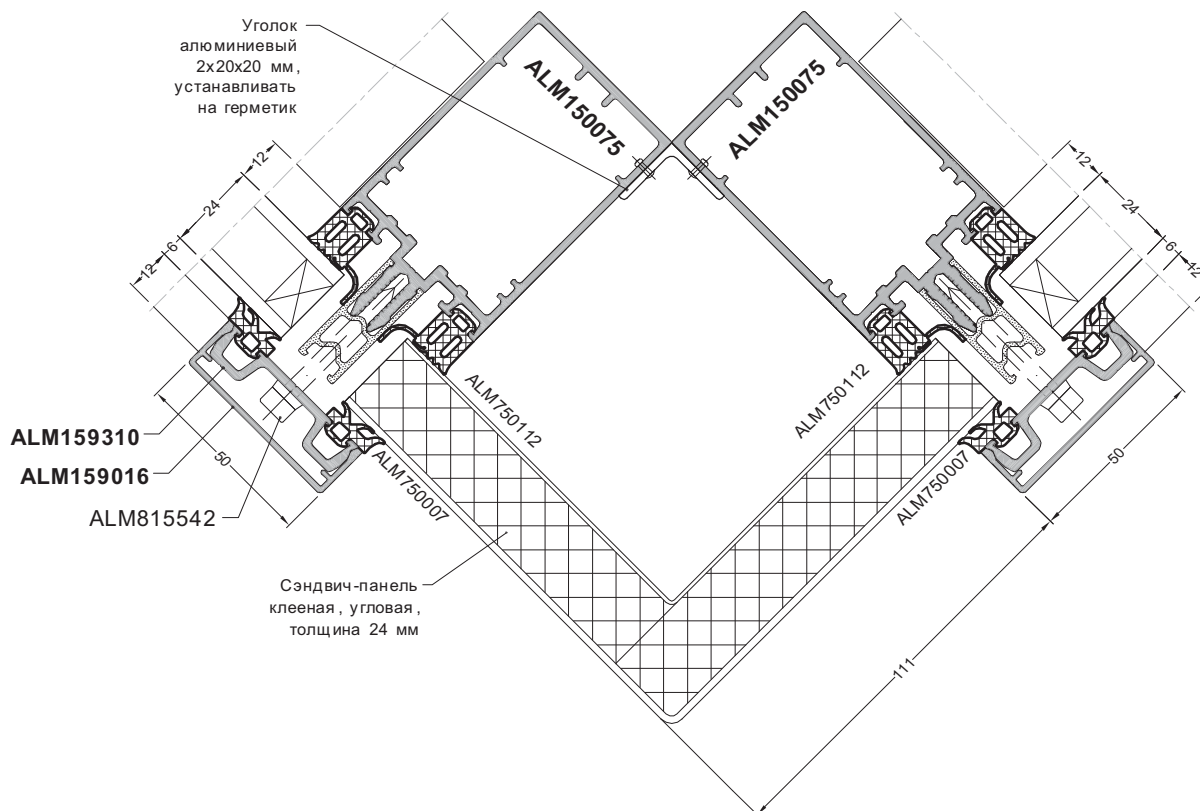 Уголок
алюминиевый
2х20х20 мм,
устанавливать
на герметик
ALM150075
ALM150075
12
24
6
12
12
24
6
12
ALM750112
ALM750112
ALM159310
ALM159016
ALM815542
50
50
ALM750007
ALM750007
Сэндвич-панель
клееная, угловая,
толщина 24 мм
111